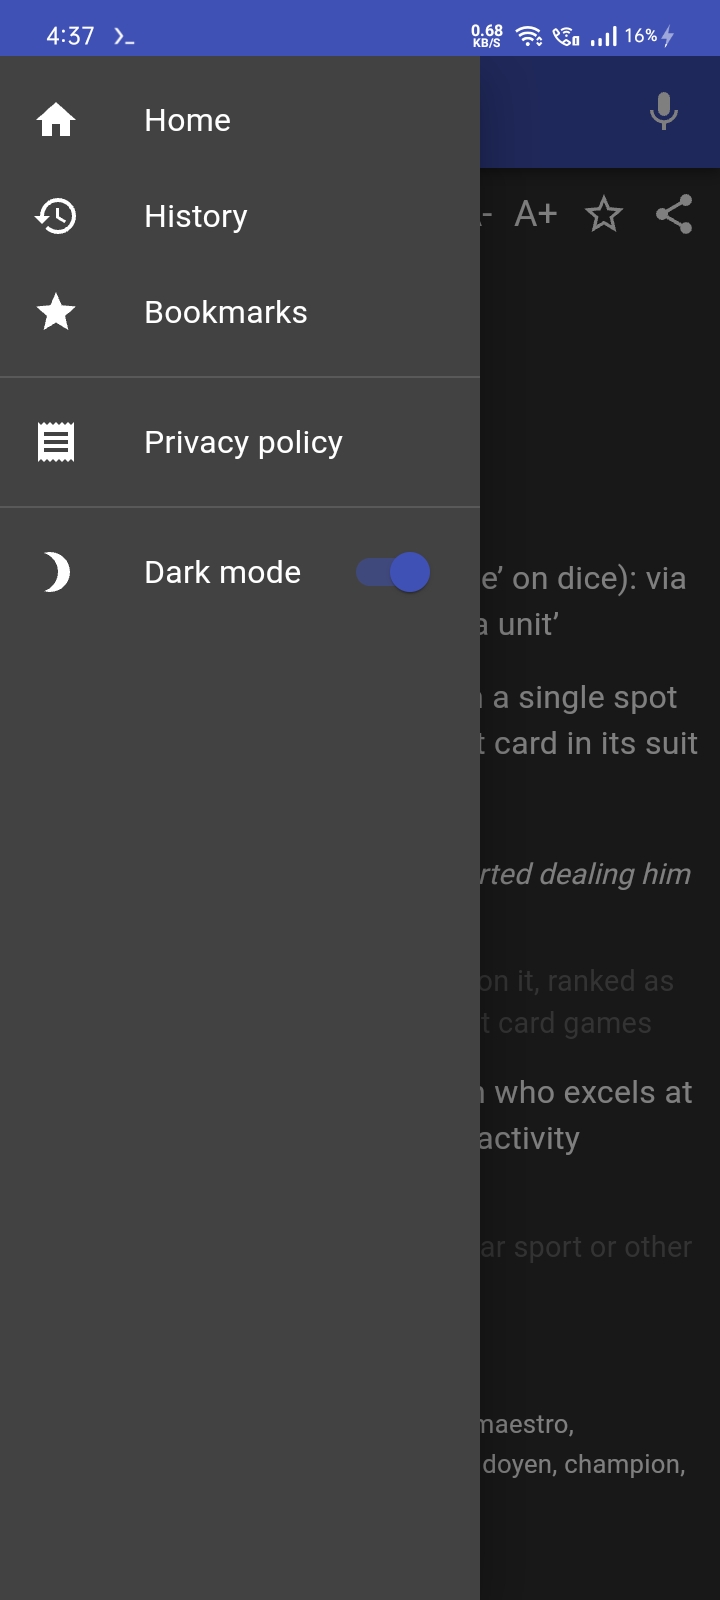 4:37
0.68
KB/S
16%
Home
A+
History
Bookmarks
Privacy policy
Dark mode
e’ on dice): via
a unit’
a single spot
card in its suit
dealing him
on it, ranked as
card games
who excels at
activity
sport or other
maestro,
doyen, champion,